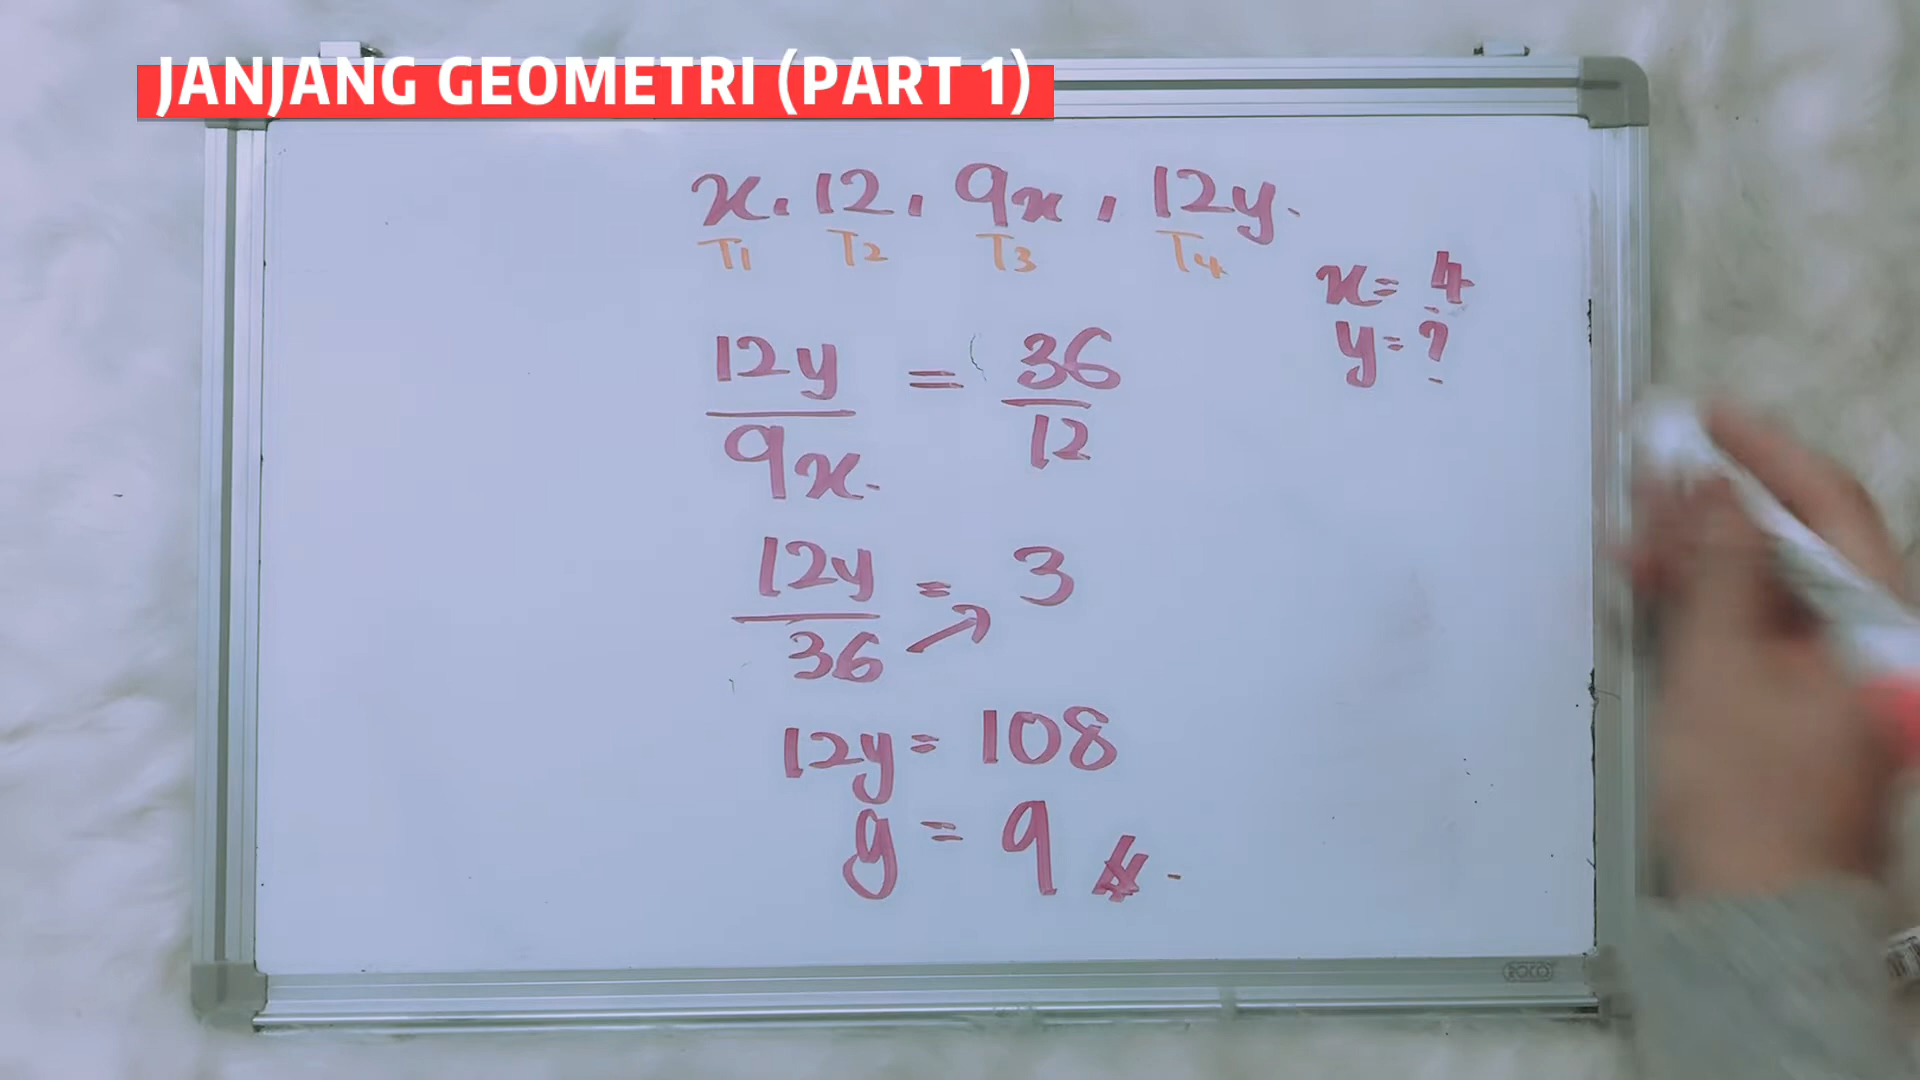 JANJANG GEOMETRI (PART 1)
x, 12, 9x, 12y.
T1 T2 T3 T4
x = 4
y = ?
12y/9x = 36/12
12y/36 = 3
12y = 108
y = 9